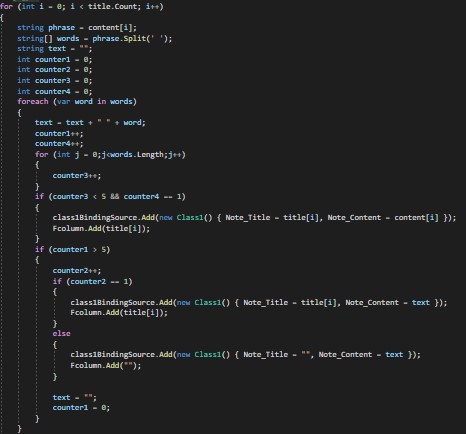 for (int i = 0; i < title.Count; i++)
{
string phrase = content[i];
string[] words = phrase.Split(' ');
string text = "";
int counter1 = 0;
int counter2 = 0;
int counter3 = 0;
int counter4 = 0;
foreach (var word in words)
{
text = text + " " + word;
counter1++;
counter4++;
for (int j = 0;j<words.Length;j++)
{
counter3++;
}
if (counter3 < 5 && counter4 == 1)
{
class1BindingSource.Add(new Class1() { Note_Title = title[i], Note_Content = content[i] });
Fcolumn.Add(title[i]);
}
if (counter1 > 5)
{
counter2++;
if (counter2 == 1)
{
class1BindingSource.Add(new Class1() { Note_Title = title[i], Note_Content = text });
Fcolumn.Add(title[i]);
}
else
{
class1BindingSource.Add(new Class1() { Note_Title = "", Note_Content = text });
Fcolumn.Add("");
}
text = "";
counter1 = 0;
}
}